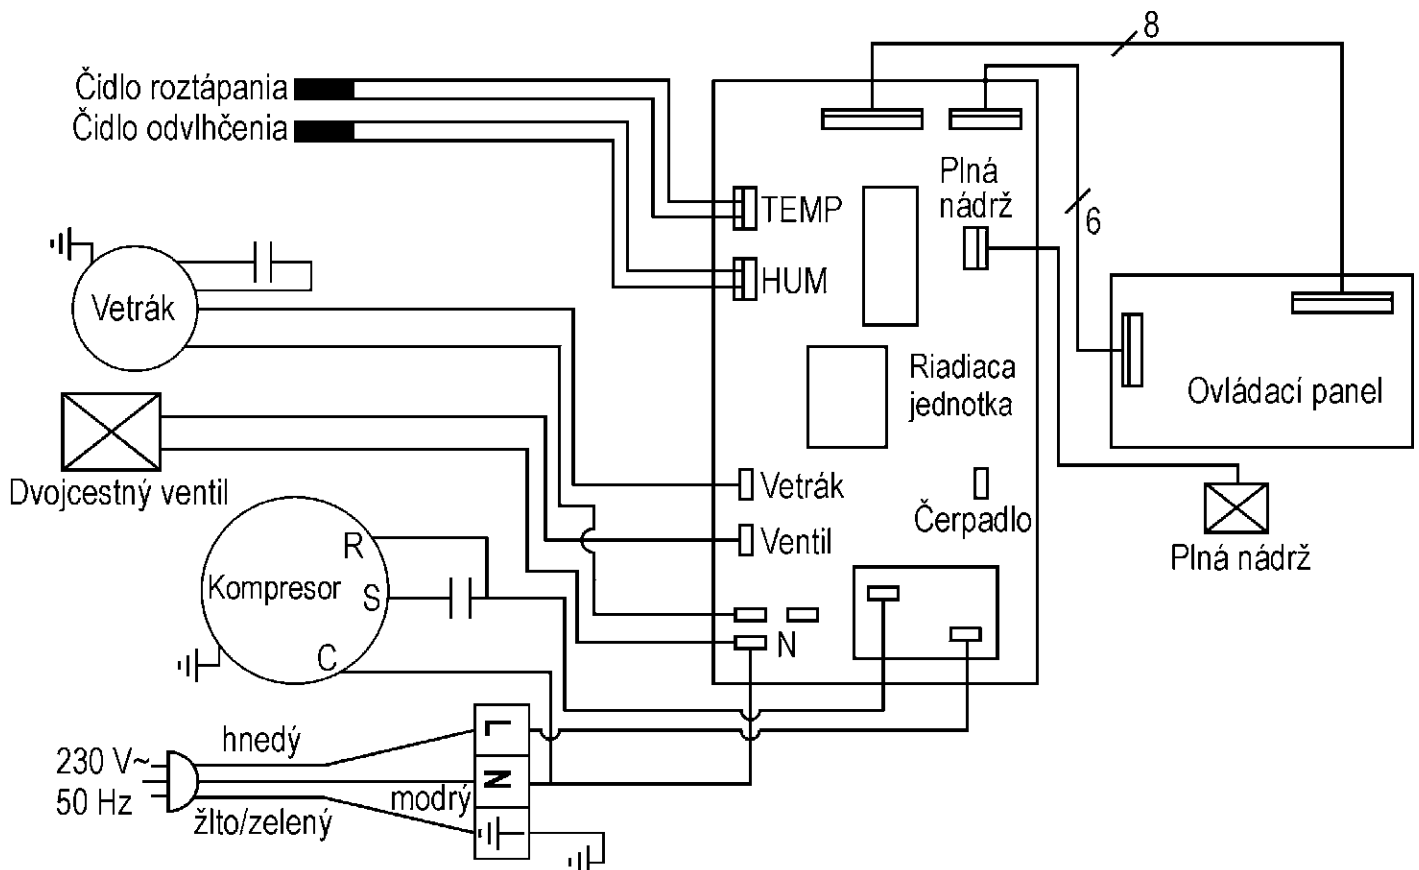 8
Čidlo roztápania
Čidlo odvlhčenia
Plná
nádrž
TEMP
6
HUM
Vetrák
Riadiaca
jednotka
Ovládací panel
Dvojcestný ventil
Vetrák
Čerpadlo
Ventil
Plná nádrž
R
Kompresor
S
C
N
L
hnedý
230 V~
50 Hz
N
modrý
žlto/zelený